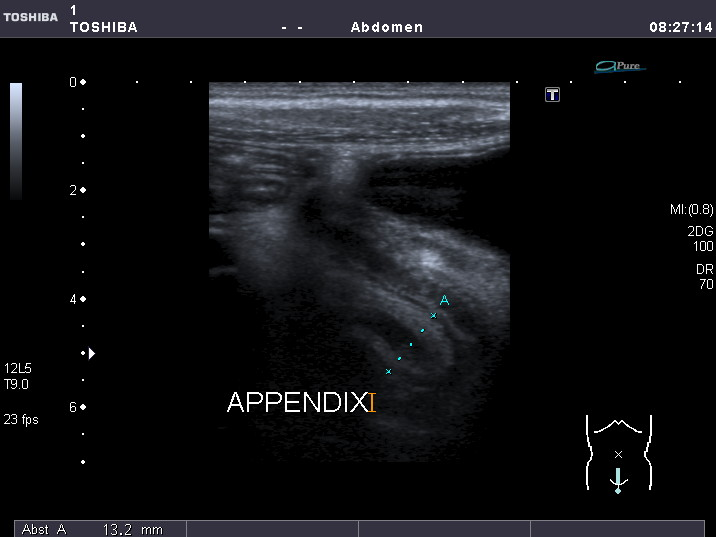 TOSHIBA
1
TOSHIBA - - Abdomen 08:27:14
aPure
T
0
2
4
6
MI:(0.8)
2DG
100
DR
70
12L5
T9.0
23 fps
A
APPENDIX
Abst A 13.2 mm